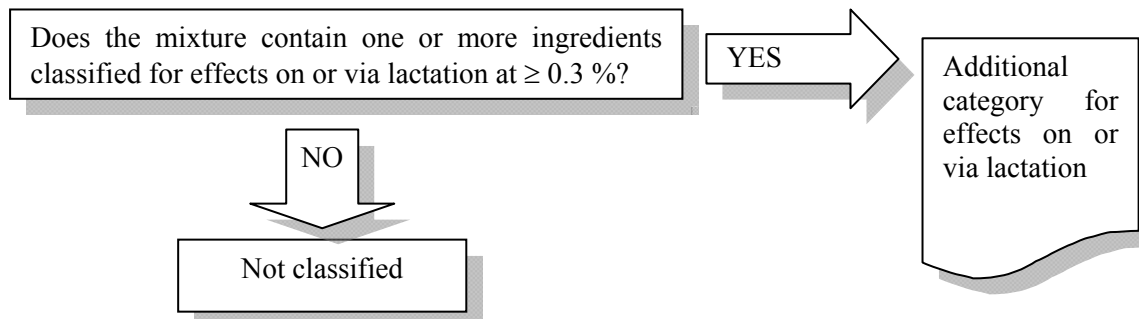 Does the mixture contain one or more ingredients
classified for effects on or via lactation at ≥ 0.3 %?
YES
Additional
category for
effects on or
via lactation
NO
Not classified